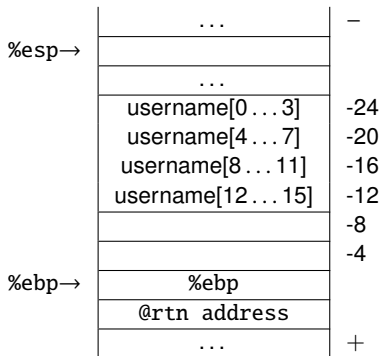 ... −
%esp→
...
username[0...3] -24
username[4...7] -20
username[8...11] -16
username[12...15] -12
-8
-4
%ebp→ %ebp
@rtn address
... +